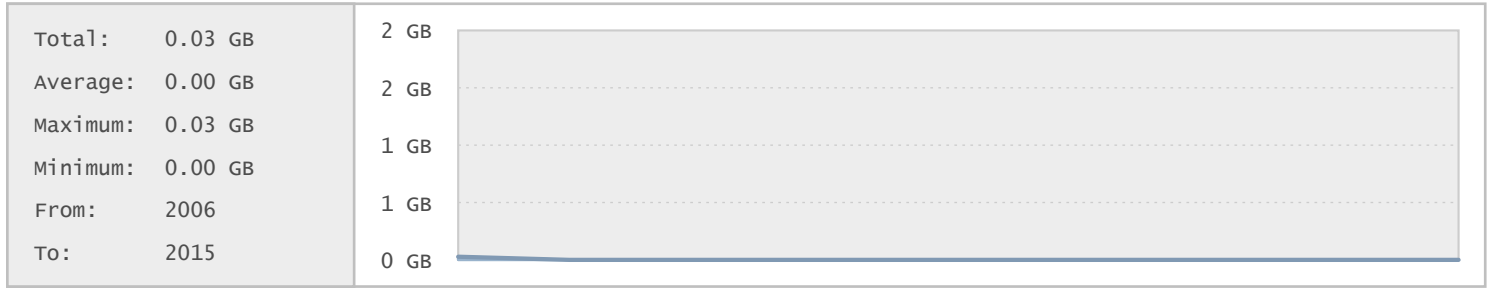 Total: 0.03 GB
Average: 0.00 GB
Maximum: 0.03 GB
Minimum: 0.00 GB
From: 2006
To: 2015
2 GB
2 GB
1 GB
1 GB
0 GB